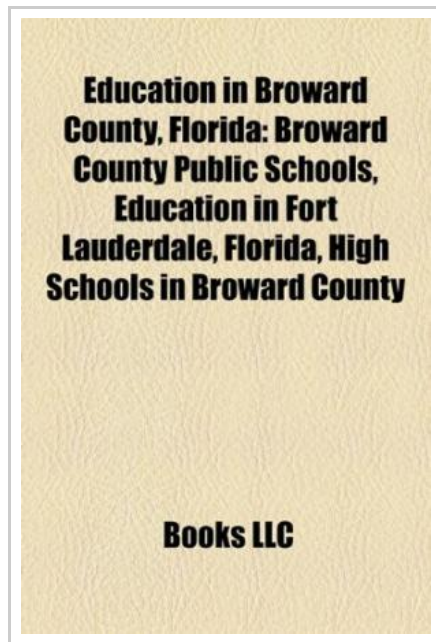 Education in Broward
County, Florida: Broward
County Public Schools,
Education in Fort
Lauderdale, Florida, High
Schools in Broward County
Books LLC